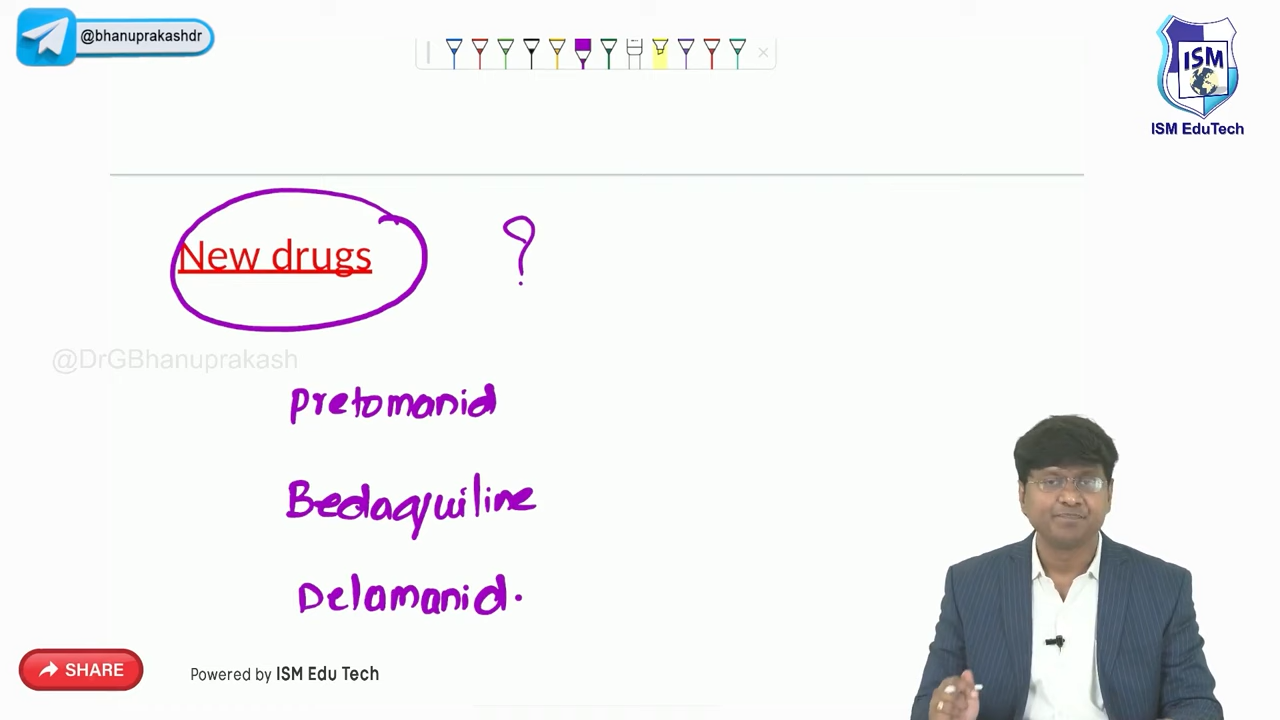 @bhanuprakashdr
ISM
ISM EduTech
New drugs ?
@DrGBhanuprakash
Pretomanid
Bedaquiline
Delamanid.
SHARE
Powered by ISM Edu Tech